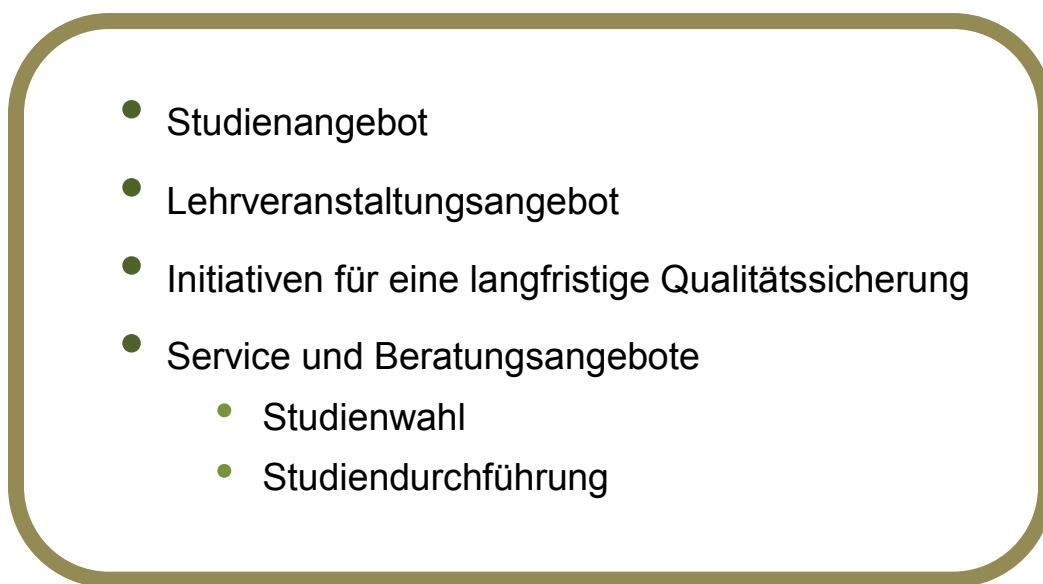 • Studienangebot
• Lehrveranstaltungsangebot
• Initiativen für eine langfristige Qualitätssicherung
• Service und Beratungsangebote
• Studienwahl
• Studiendurchführung